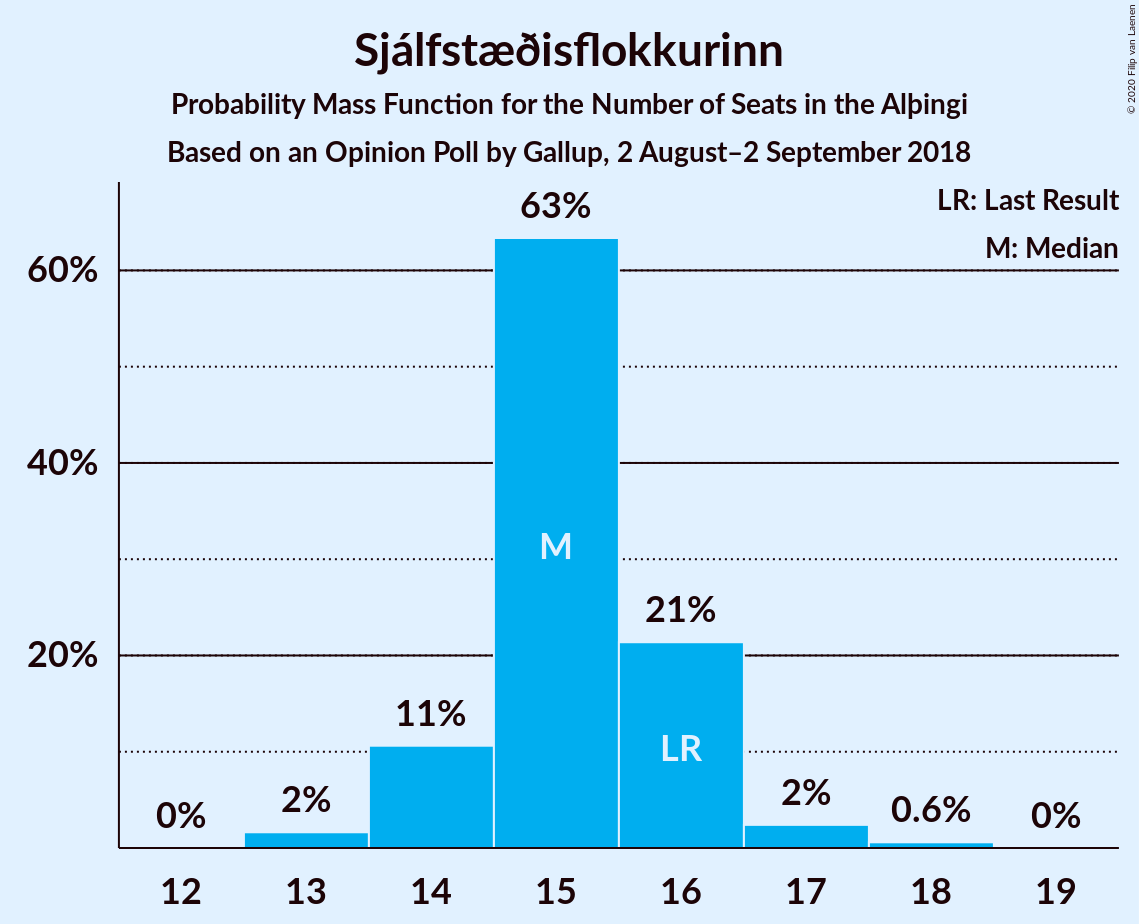 Sjálfstæðisflokkurinn
Probability Mass Function for the Number of Seats in the Alþingi
Based on an Opinion Poll by Gallup, 2 August–2 September 2018
© 2020 Filip van Laenen
LR: Last Result
M: Median
63%
60%
40%
M
21%
20%
11%
LR
0%
2%
2%
0.6%
0%
12 13 14 15 16 17 18 19